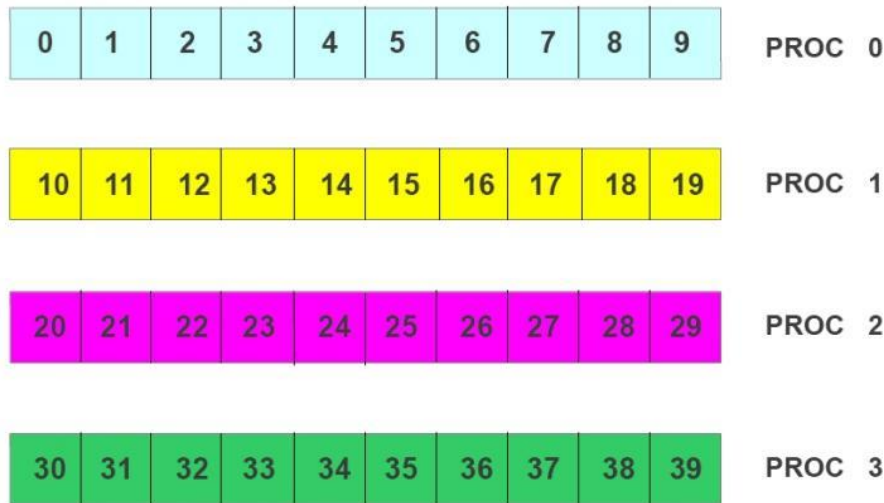 0 1 2 3 4 5 6 7 8 9 PROC 0
10 11 12 13 14 15 16 17 18 19 PROC 1
20 21 22 23 24 25 26 27 28 29 PROC 2
30 31 32 33 34 35 36 37 38 39 PROC 3